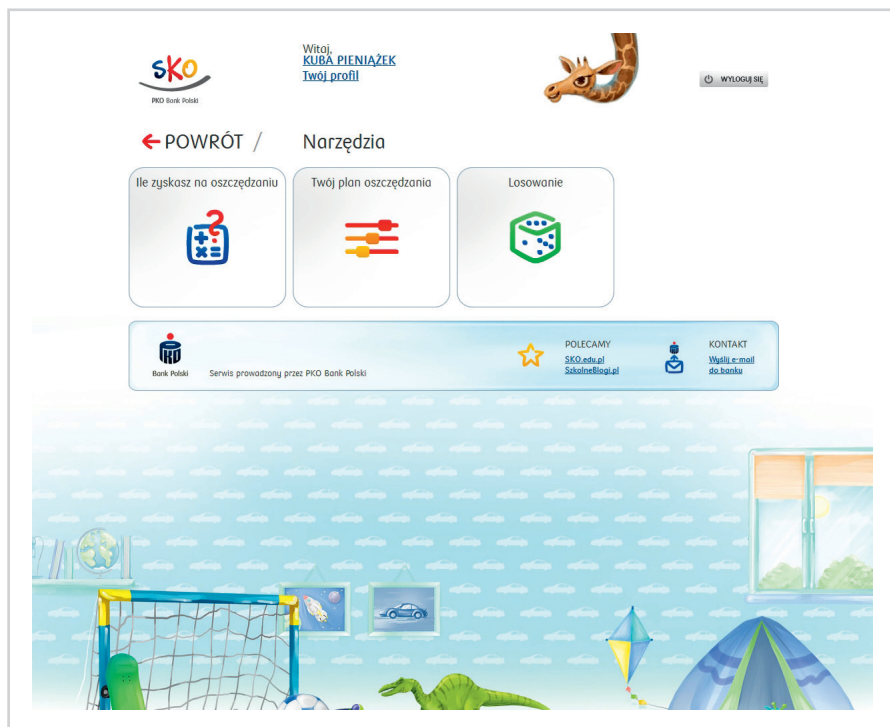 SKO
PKO Bank Polski
Witaj,
KUBA PIENIĄŻEK
Twój profil
WYLOGUJ SIĘ
POWRÓT / Narzędzia
Ile zyskasz na oszczędzaniu
Twój plan oszczędzania
Losowanie
PKO
Bank Polski
Serwis prowadzony przez PKO Bank Polski
POLECAMY
SKO.edu.pl
SzkolneBlogi.pl
KONTAKT
Wyślij e-mail
do banku